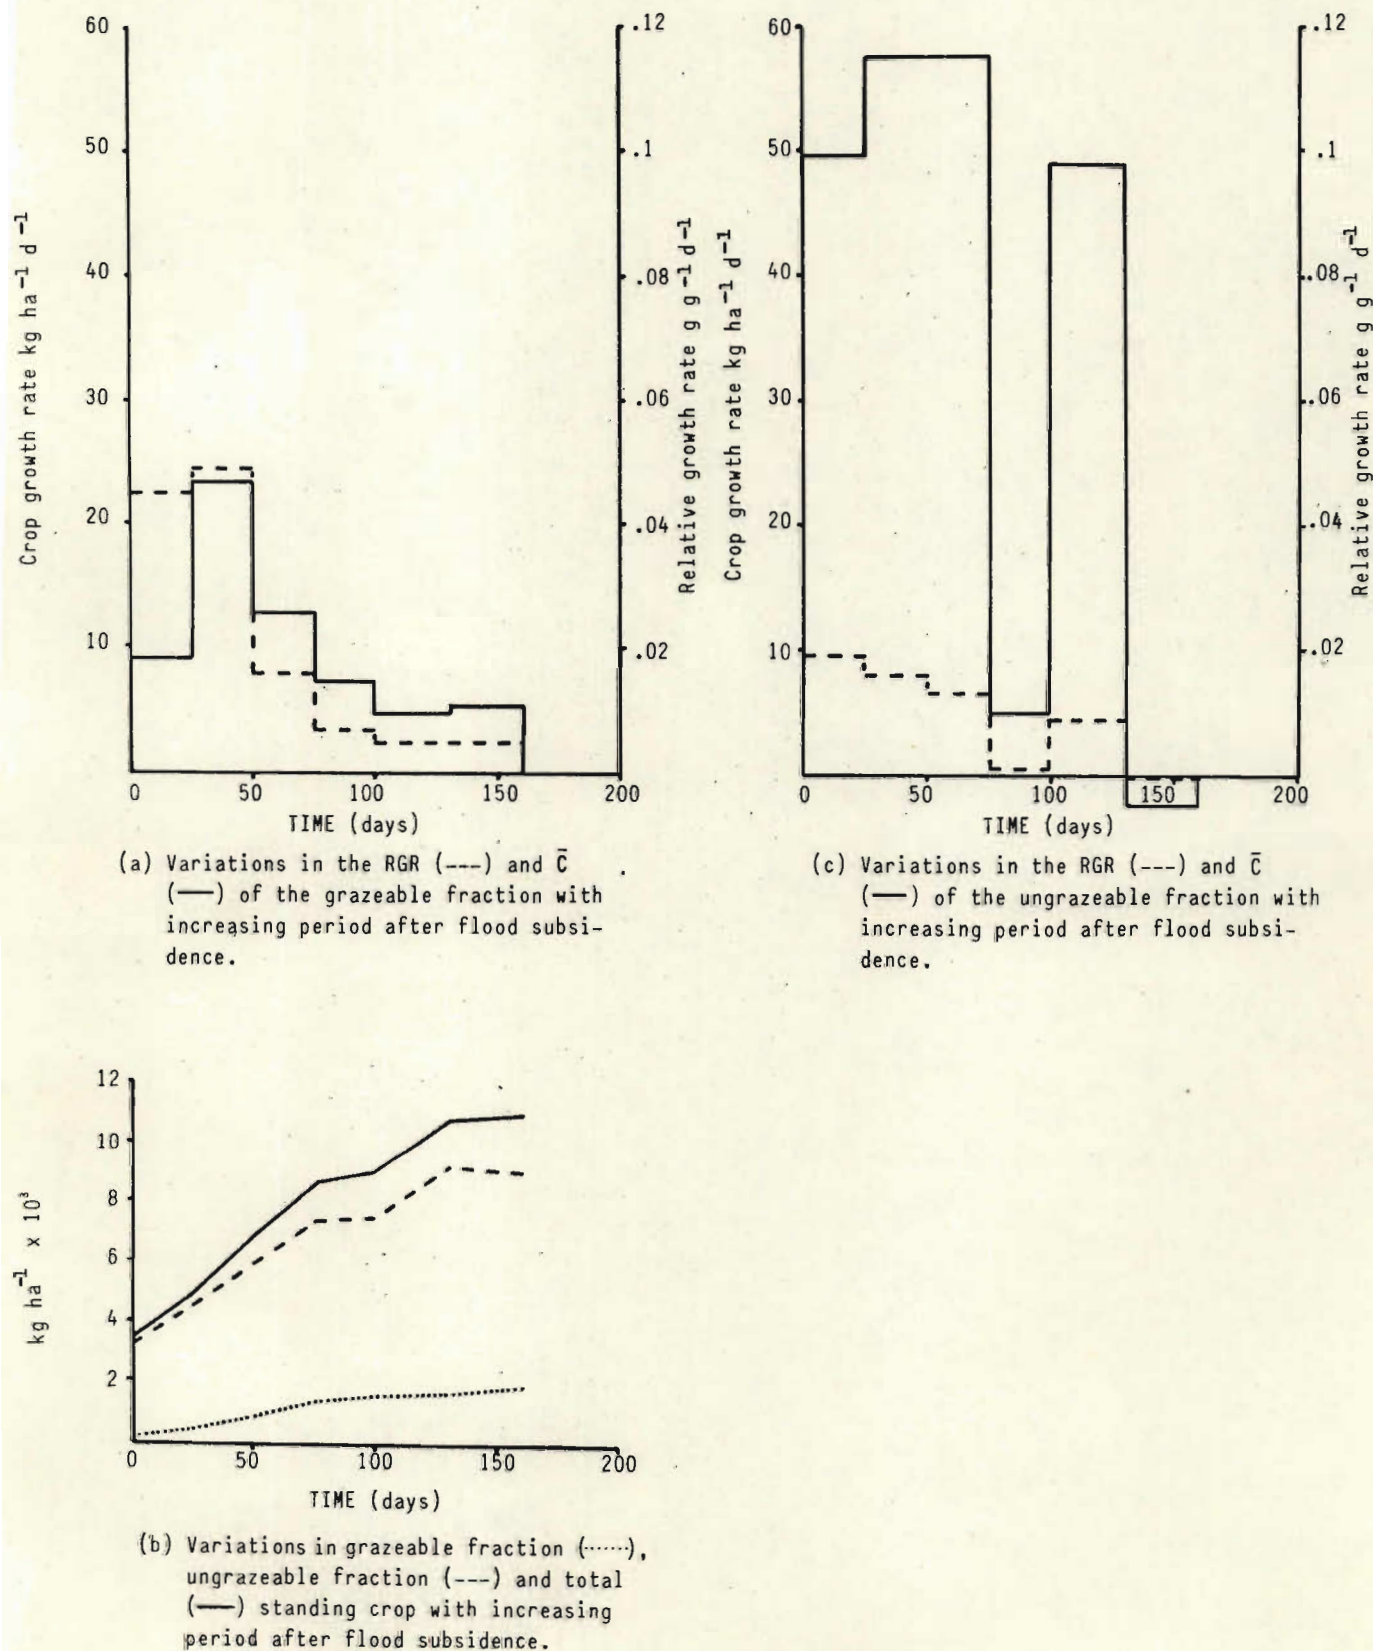 60
50
40
30
20
10
Crop growth rate kg ha⁻¹ d⁻¹
.12
.1
.08
.06
.04
.02
Relative growth rate g g⁻¹ d⁻¹
0 50 100 150 200
TIME (days)
(a) Variations in the RGR (---) and C̄
(—) of the grazeable fraction with
increasing period after flood subsi-
dence.
60
50
40
30
20
10
Crop growth rate kg ha⁻¹ d⁻¹
.12
.1
.08
.06
.04
.02
Relative growth rate g g⁻¹ d⁻¹
0 50 100 150 200
TIME (days)
(c) Variations in the RGR (---) and C̄
(—) of the ungrazeable fraction with
increasing period after flood subsi-
dence.
12
10
8
6
4
2
kg ha⁻¹ x 10³
0 50 100 150 200
TIME (days)
(b) Variations in grazeable fraction (.......),
ungrazeable fraction (---) and total
(—) standing crop with increasing
period after flood subsidence.